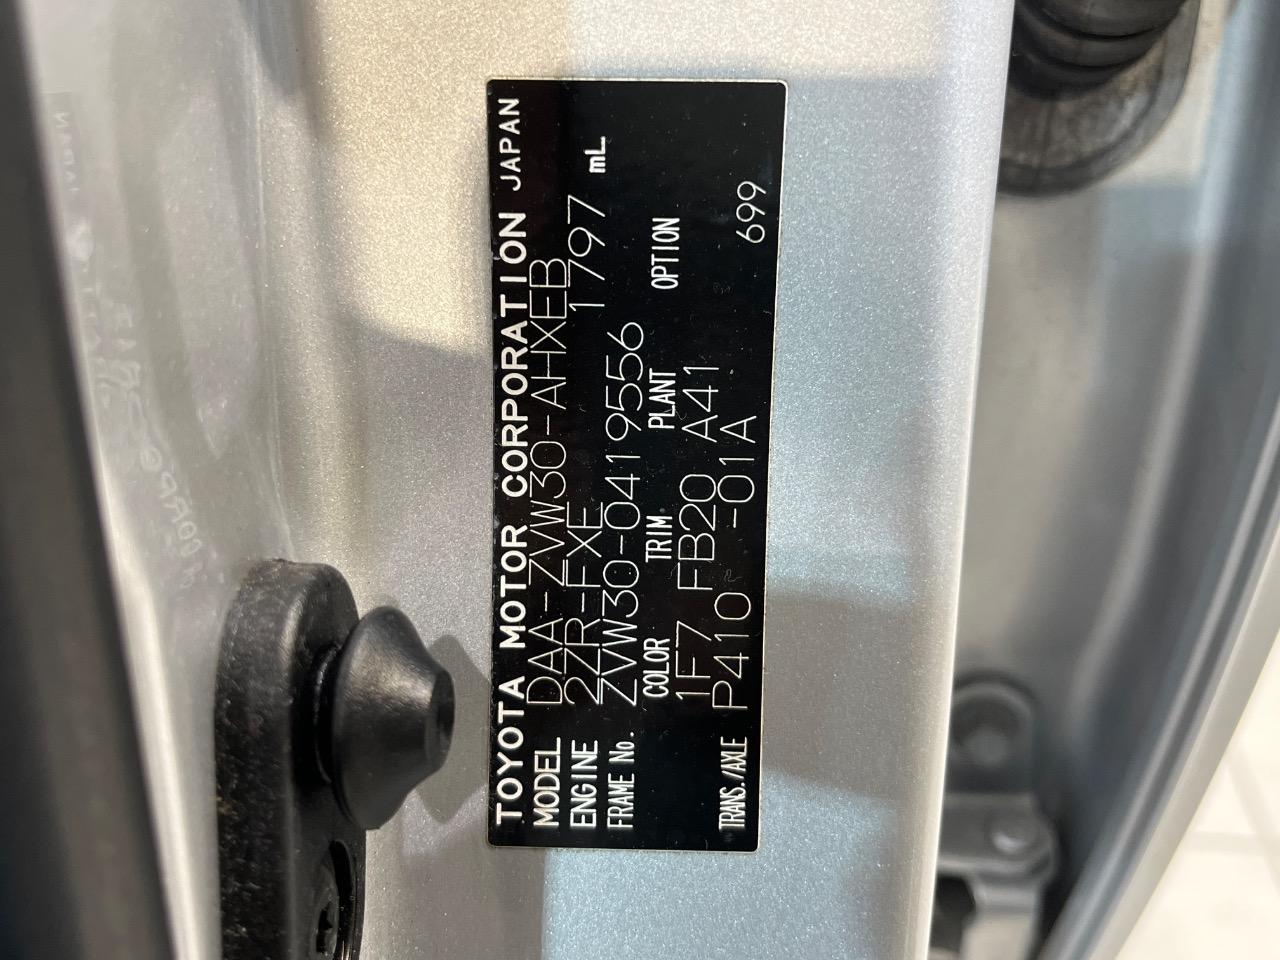 TOYOTA MOTOR CORPORATION JAPAN
MODEL DAA-ZVW30-AHXEB
ENGINE 2ZR-FXE 1797 mL
FRAME No. ZVW30-0419556
COLOR TRIM PLANT OPTION
1F7 FB20 A41
TRANS./AXLE P410 -01A 699